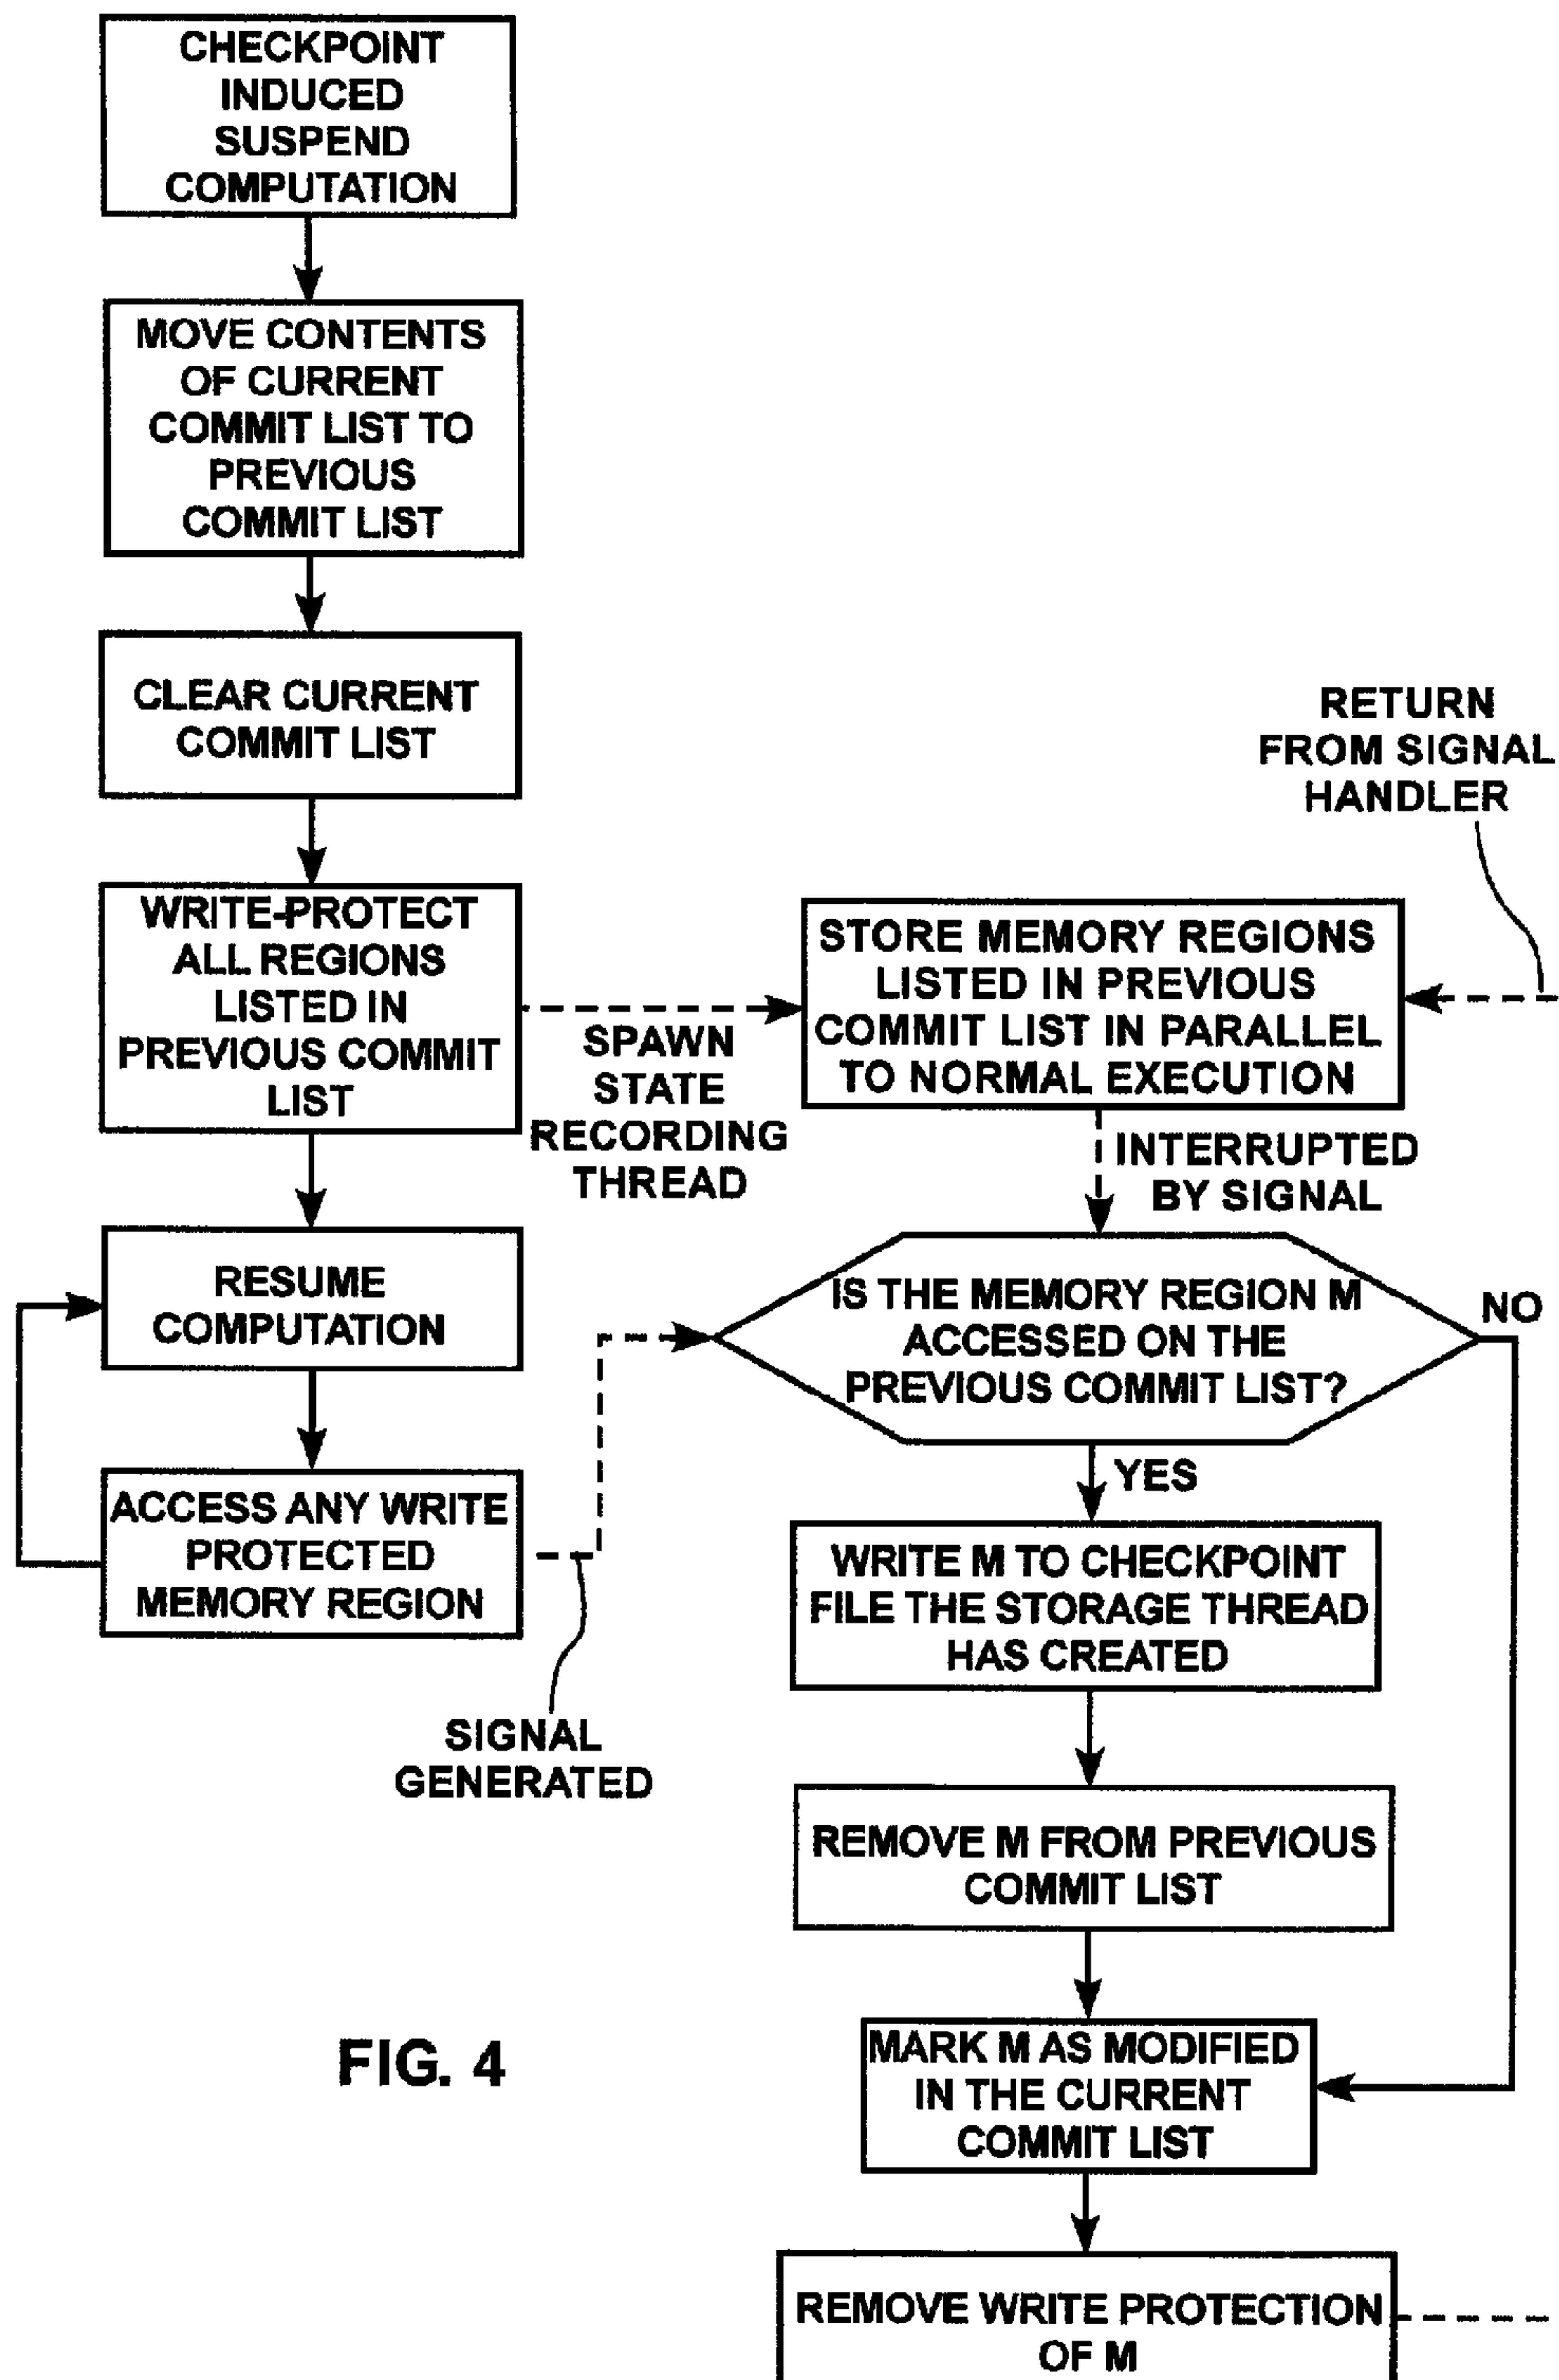 CHECKPOINT
INDUCED
SUSPEND
COMPUTATION
MOVE CONTENTS
OF CURRENT
COMMIT LIST TO
PREVIOUS
COMMIT LIST
CLEAR CURRENT
COMMIT LIST
WRITE-PROTECT
ALL REGIONS
LISTED IN
PREVIOUS COMMIT
LIST
SPAWN
STATE
RECORDING
THREAD
RESUME
COMPUTATION
ACCESS ANY WRITE
PROTECTED
MEMORY REGION
SIGNAL
GENERATED
RETURN
FROM SIGNAL
HANDLER
STORE MEMORY REGIONS
LISTED IN PREVIOUS
COMMIT LIST IN PARALLEL
TO NORMAL EXECUTION
INTERRUPTED
BY SIGNAL
IS THE MEMORY REGION M
ACCESSED ON THE
PREVIOUS COMMIT LIST?
NO
YES
WRITE M TO CHECKPOINT
FILE THE STORAGE THREAD
HAS CREATED
REMOVE M FROM PREVIOUS
COMMIT LIST
MARK M AS MODIFIED
IN THE CURRENT
COMMIT LIST
REMOVE WRITE PROTECTION
OF M
FIG. 4